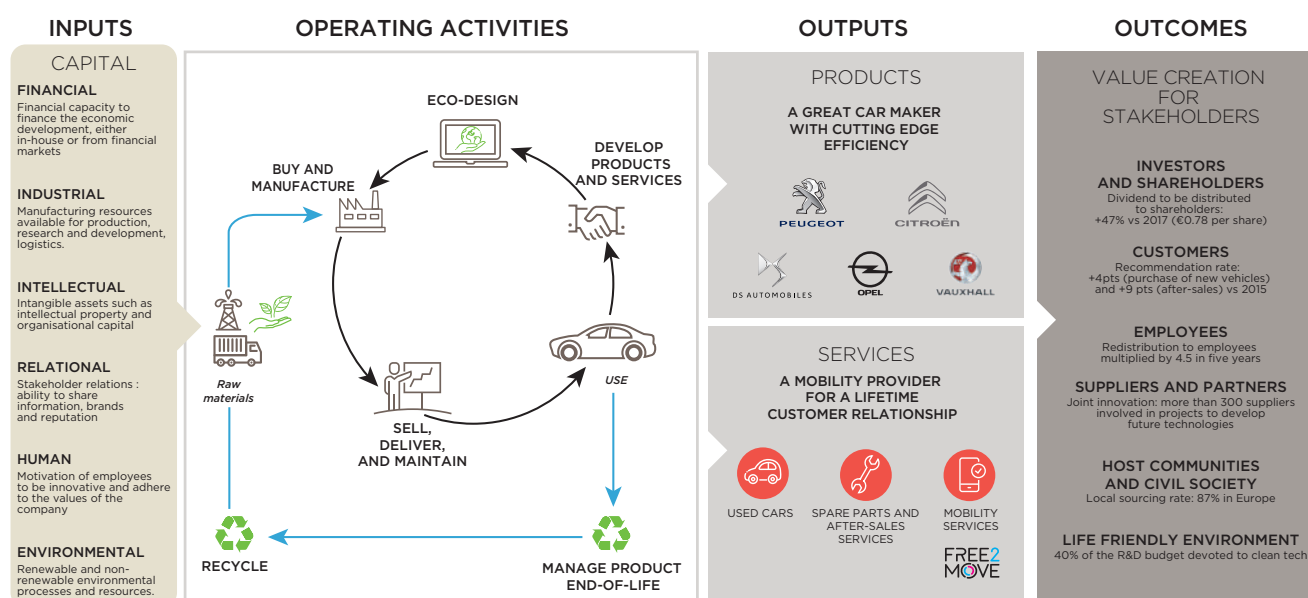 INPUTS
CAPITAL
FINANCIAL
Financial capacity to
finance the economic
development, either
in-house or from financial
markets
INDUSTRIAL
Manufacturing resources
available for production,
research and development,
logistics.
INTELLECTUAL
Intangible assets such as
intellectual property and
organisational capital
RELATIONAL
Stakeholder relations :
ability to share
information, brands
and reputation
HUMAN
Motivation of employees
to be innovative and adhere
to the values of the
company
ENVIRONMENTAL
Renewable and non-
renewable environmental
processes and resources.
OPERATING ACTIVITIES
ECO-DESIGN
DEVELOP
PRODUCTS
AND SERVICES
BUY AND
MANUFACTURE
Raw
materials
USE
SELL,
DELIVER,
AND MAINTAIN
RECYCLE
MANAGE PRODUCT
END-OF-LIFE
OUTPUTS
PRODUCTS
A GREAT CAR MAKER
WITH CUTTING EDGE
EFFICIENCY
PEUGEOT
CITROËN
DS AUTOMOBILES
OPEL
VAUXHALL
SERVICES
A MOBILITY PROVIDER
FOR A LIFETIME
CUSTOMER RELATIONSHIP
USED CARS
SPARE PARTS AND
AFTER-SALES
SERVICES
MOBILITY
SERVICES
FREE2
MOVE
OUTCOMES
VALUE CREATION
FOR
STAKEHOLDERS
INVESTORS
AND SHAREHOLDERS
Dividend to be distributed
to shareholders:
+47% vs 2017 (€0.78 per share)
CUSTOMERS
Recommendation rate:
+4pts (purchase of new vehicles)
and +9 pts (after-sales) vs 2015
EMPLOYEES
Redistribution to employees
multiplied by 4.5 in five years
SUPPLIERS AND PARTNERS
Joint innovation: more than 300 suppliers
involved in projects to develop
future technologies
HOST COMMUNITIES
AND CIVIL SOCIETY
Local sourcing rate: 87% in Europe
LIFE FRIENDLY ENVIRONMENT
40% of the R&D budget devoted to clean tech